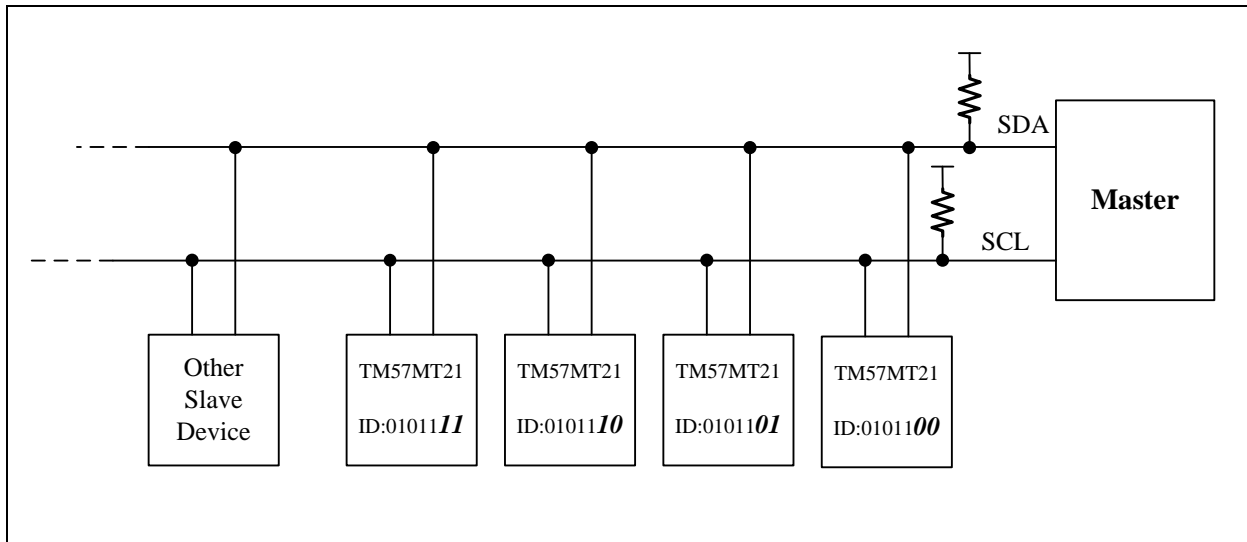 SDA
Master
SCL
Other
Slave
Device
TM57MT21
ID:0101111
TM57MT21
ID:0101110
TM57MT21
ID:0101101
TM57MT21
ID:0101100